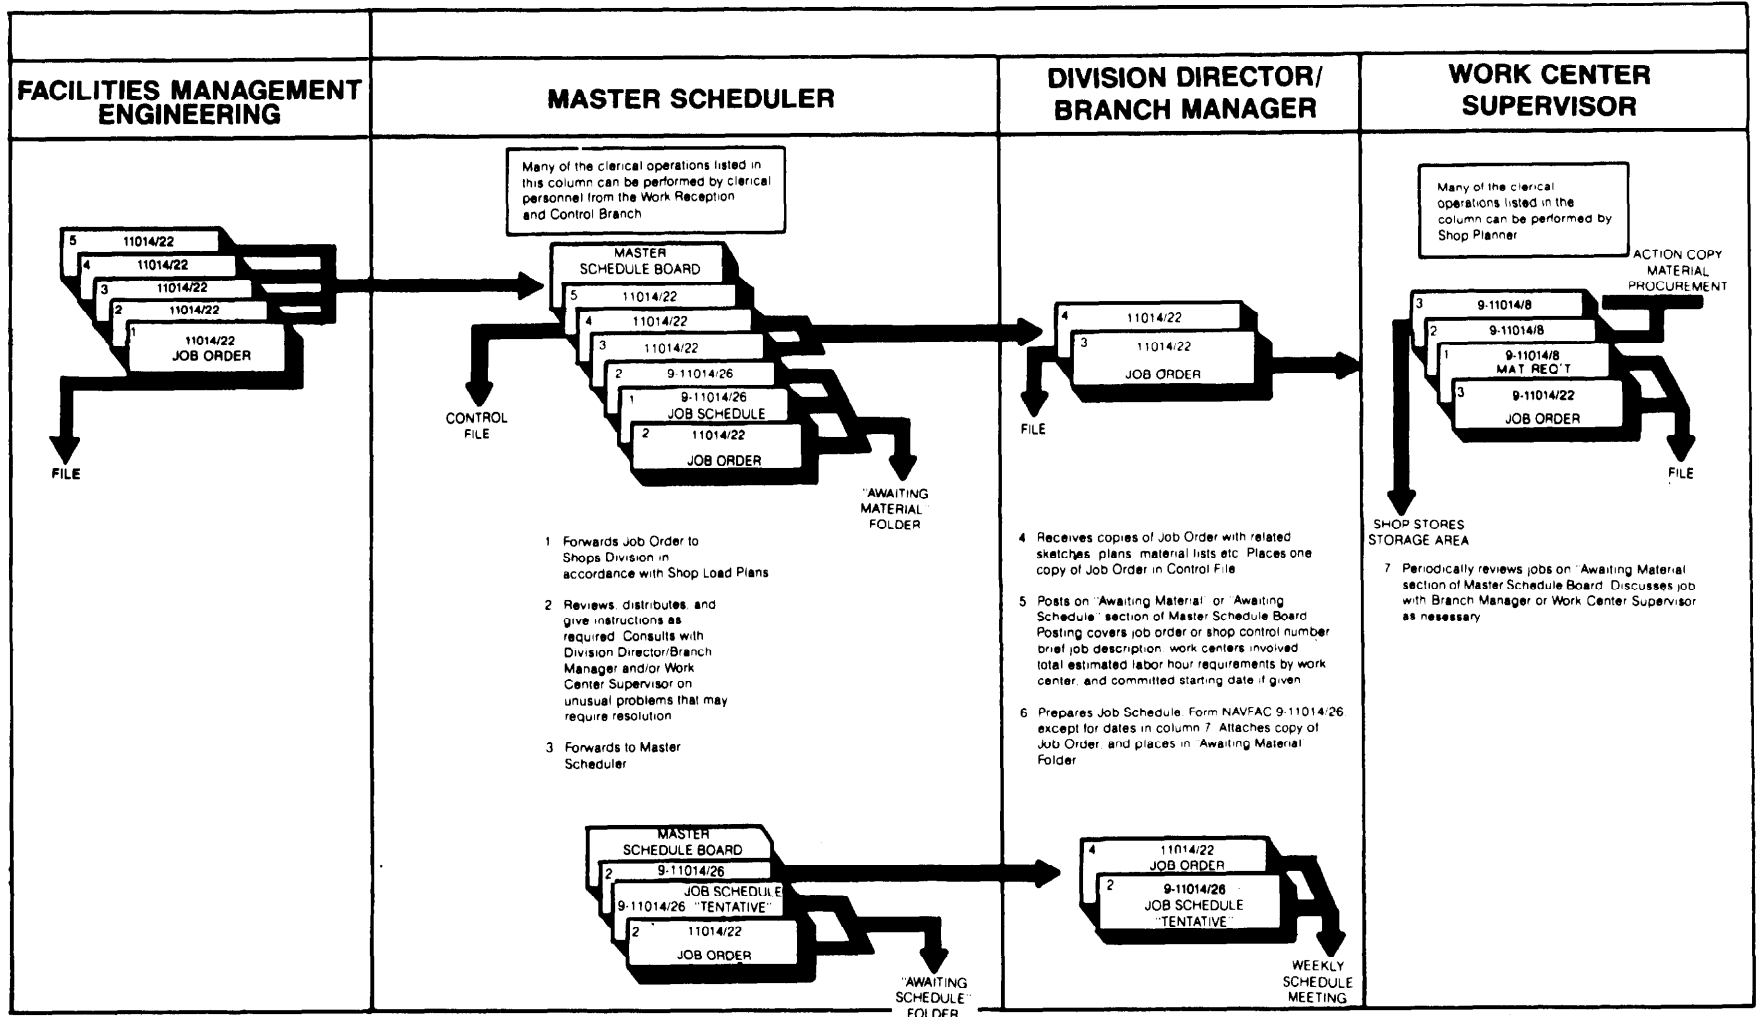 FACILITIES MANAGEMENT
ENGINEERING
MASTER SCHEDULER
DIVISION DIRECTOR/
BRANCH MANAGER
WORK CENTER
SUPERVISOR
5 11014/22
4 11014/22
3 11014/22
2 11014/22
1 11014/22
JOB ORDER
FILE
Many of the clerical operations listed in
this column can be performed by clerical
personnel from the Work Reception
and Control Branch
MASTER
SCHEDULE BOARD
5 11014/22
4 11014/22
3 11014/22
2 9-11014/26
1 9-11014/26
JOB SCHEDULE
2 11014/22
JOB ORDER
CONTROL
FILE
"AWAITING
MATERIAL"
FOLDER
1 Forwards Job Order to
Shops Division in
accordance with Shop Load Plans
2 Reviews, distributes, and
give instructions as
required Consults with
Division Director/Branch
Manager and/or Work
Center Supervisor on
unusual problems that may
require resolution
3 Forwards to Master
Scheduler
MASTER
SCHEDULE BOARD
2 9-11014/26
JOB SCHEDULE
9-11014/26 "TENTATIVE"
2 11014/22
JOB ORDER
"AWAITING
SCHEDULE"
FOLDER
4 11014/22
3 11014/22
JOB ORDER
FILE
4 Receives copies of Job Order with related
sketches plans material lists etc Places one
copy of Job Order in Control File
5 Posts on "Awaiting Material" or "Awaiting
Schedule" section of Master Schedule Board
Posting covers job order or shop control number
brief job description, work centers involved
total estimated labor hour requirements by work
center, and committed starting date if given
6 Prepares Job Schedule, Form NAVFAC 9-11014/26,
except for dates in column 7 Attaches copy of
Job Order, and places in "Awaiting Material
Folder
4 11014/22
JOB ORDER
2 9-11014/26
JOB SCHEDULE
"TENTATIVE"
WEEKLY
SCHEDULE
MEETING
Many of the clerical
operations listed in the
column can be performed by
Shop Planner
ACTION COPY
MATERIAL
PROCUREMENT
3 9-11014/8
2 9-11014/8
1 9-11014/8
MAT REQ'T
3 9-11014/22
JOB ORDER
FILE
SHOP STORES
STORAGE AREA
7 Periodically reviews jobs on "Awaiting Material
section of Master Schedule Board Discusses job
with Branch Manager or Work Center Supervisor
as nesessary